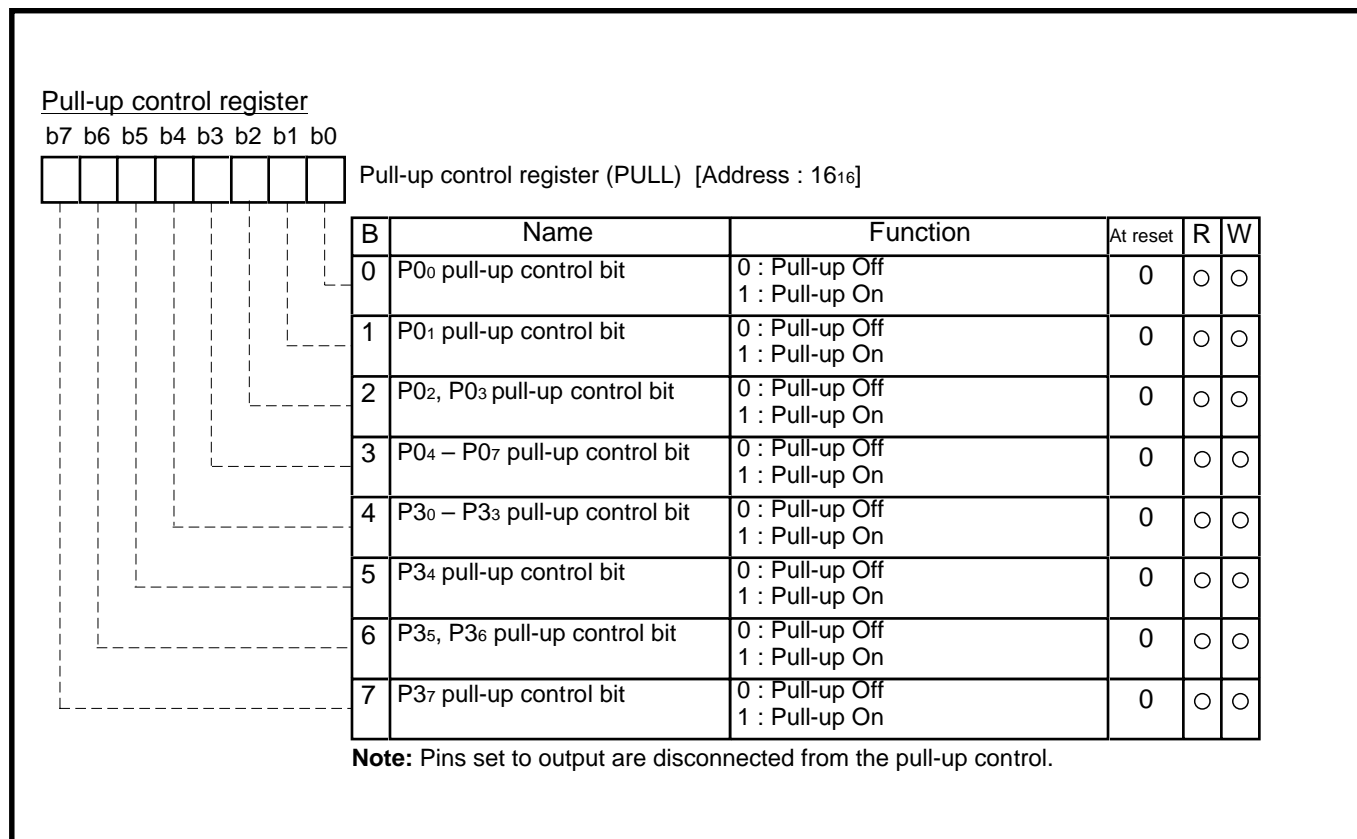 Pull-up control register
b7 b6 b5 b4 b3 b2 b1 b0
Pull-up control register (PULL) [Address : 16₁₆]
B Name Function At reset R W
0 P0₀ pull-up control bit 0 : Pull-up Off 0 ○ ○
1 : Pull-up On
1 P0₁ pull-up control bit 0 : Pull-up Off 0 ○ ○
1 : Pull-up On
2 P0₂, P0₃ pull-up control bit 0 : Pull-up Off 0 ○ ○
1 : Pull-up On
3 P0₄ – P0₇ pull-up control bit 0 : Pull-up Off 0 ○ ○
1 : Pull-up On
4 P3₀ – P3₃ pull-up control bit 0 : Pull-up Off 0 ○ ○
1 : Pull-up On
5 P3₄ pull-up control bit 0 : Pull-up Off 0 ○ ○
1 : Pull-up On
6 P3₅, P3₆ pull-up control bit 0 : Pull-up Off 0 ○ ○
1 : Pull-up On
7 P3₇ pull-up control bit 0 : Pull-up Off 0 ○ ○
1 : Pull-up On
Note: Pins set to output are disconnected from the pull-up control.